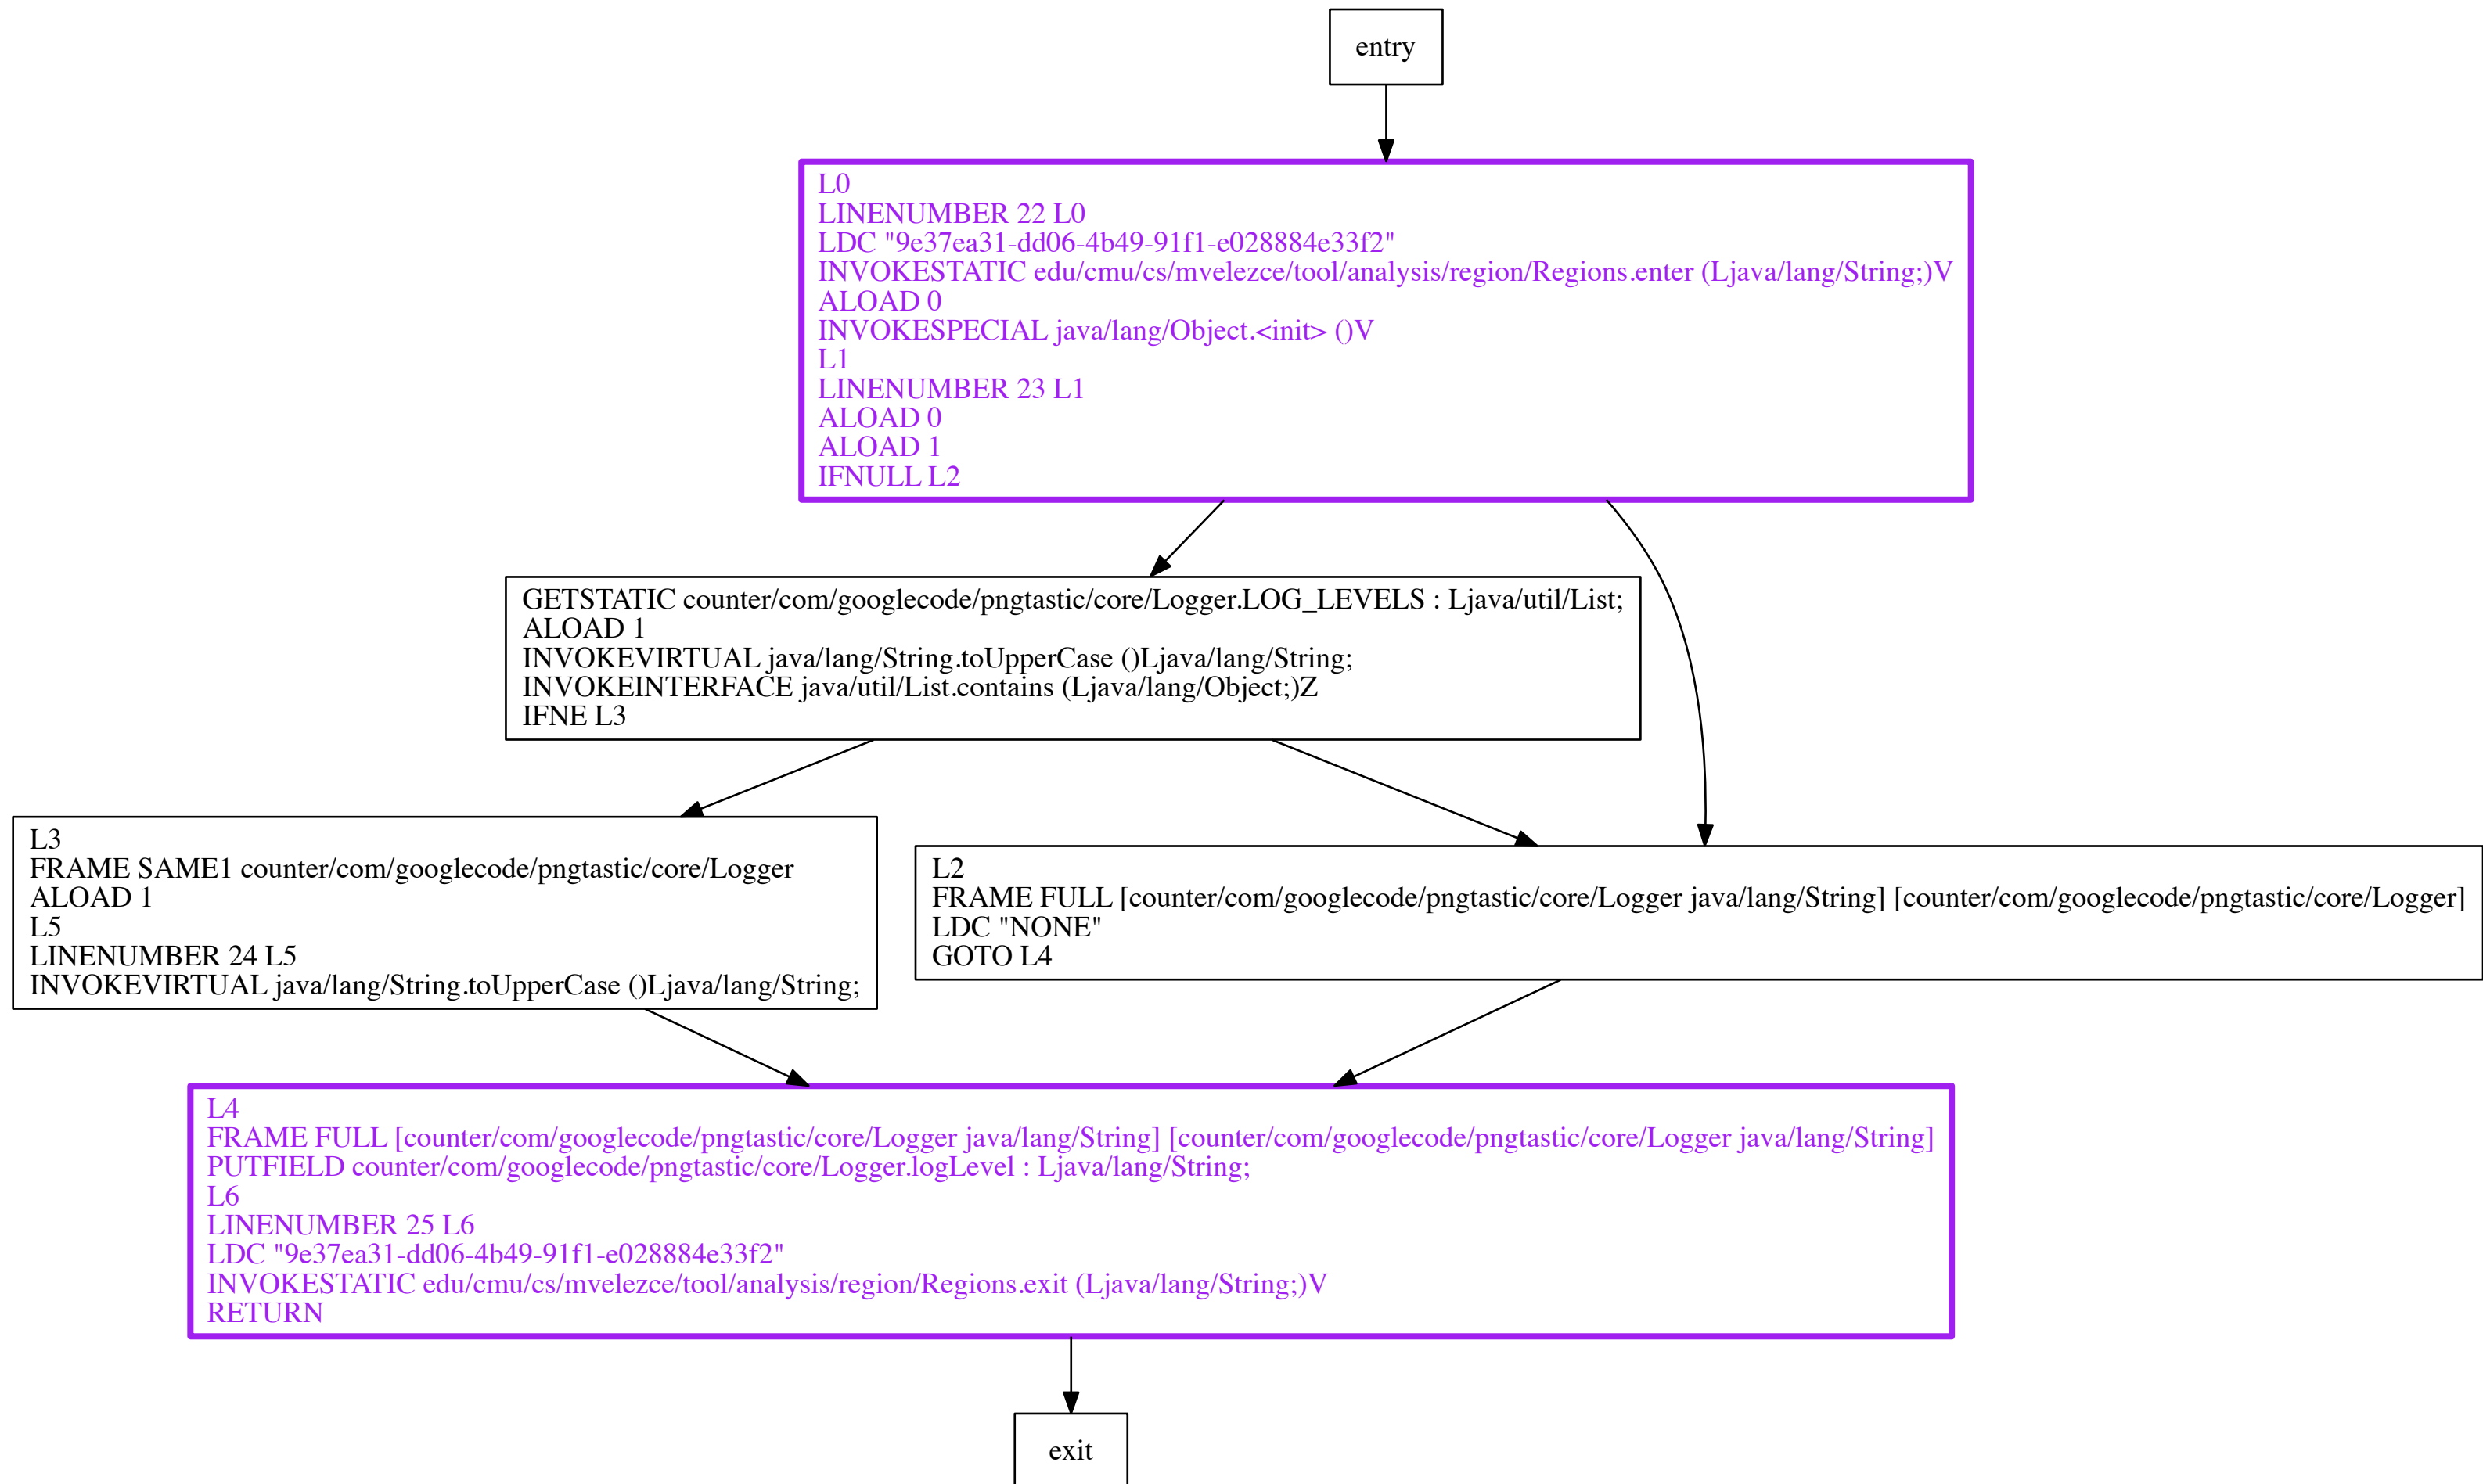 entry
L0
LINENUMBER 22 L0
LDC "9e37ea31-dd06-4b49-91f1-e028884e33f2"
INVOKESTATIC edu/cmu/cs/mvelezce/tool/analysis/region/Regions.enter (Ljava/lang/String;)V
ALOAD 0
INVOKESPECIAL java/lang/Object.<init> ()V
L1
LINENUMBER 23 L1
ALOAD 0
ALOAD 1
IFNULL L2
GETSTATIC counter/com/googlecode/pngtastic/core/Logger.LOG_LEVELS : Ljava/util/List;
ALOAD 1
INVOKEVIRTUAL java/lang/String.toUpperCase ()Ljava/lang/String;
INVOKEINTERFACE java/util/List.contains (Ljava/lang/Object;)Z
IFNE L3
L3
FRAME SAME1 counter/com/googlecode/pngtastic/core/Logger
ALOAD 1
L5
LINENUMBER 24 L5
INVOKEVIRTUAL java/lang/String.toUpperCase ()Ljava/lang/String;
L2
FRAME FULL [counter/com/googlecode/pngtastic/core/Logger java/lang/String] [counter/com/googlecode/pngtastic/core/Logger]
LDC "NONE"
GOTO L4
L4
FRAME FULL [counter/com/googlecode/pngtastic/core/Logger java/lang/String] [counter/com/googlecode/pngtastic/core/Logger java/lang/String]
PUTFIELD counter/com/googlecode/pngtastic/core/Logger.logLevel : Ljava/lang/String;
L6
LINENUMBER 25 L6
LDC "9e37ea31-dd06-4b49-91f1-e028884e33f2"
INVOKESTATIC edu/cmu/cs/mvelezce/tool/analysis/region/Regions.exit (Ljava/lang/String;)V
RETURN
exit